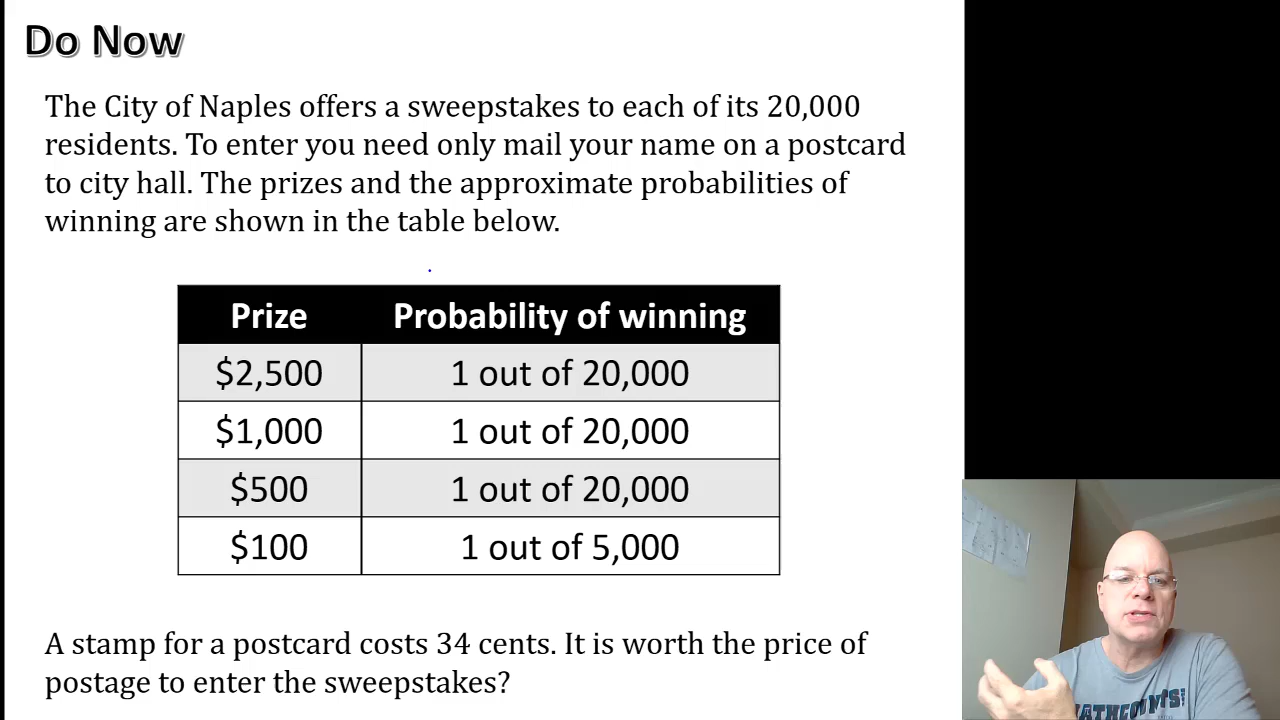 Do Now
The City of Naples offers a sweepstakes to each of its 20,000
residents. To enter you need only mail your name on a postcard
to city hall. The prizes and the approximate probabilities of
winning are shown in the table below.
Prize Probability of winning
$2,500 1 out of 20,000
$1,000 1 out of 20,000
$500 1 out of 20,000
$100 1 out of 5,000
A stamp for a postcard costs 34 cents. It is worth the price of
postage to enter the sweepstakes?
MATHCOUNTS